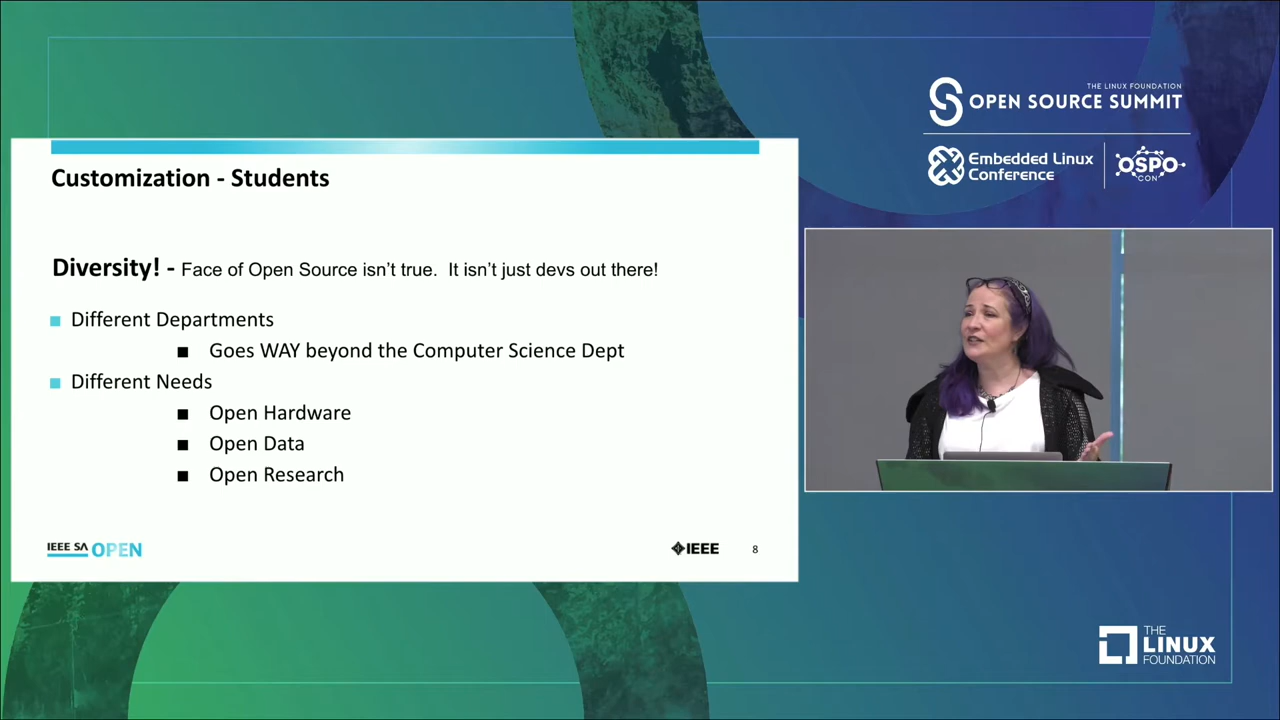 THE LINUX FOUNDATION
OPEN SOURCE SUMMIT
Embedded Linux
Conference
OSPO
CON
Customization - Students
Diversity! - Face of Open Source isn't true. It isn't just devs out there!
Different Departments
Goes WAY beyond the Computer Science Dept
Different Needs
Open Hardware
Open Data
Open Research
IEEE SA OPEN
IEEE
8
THE
LINUX
FOUNDATION